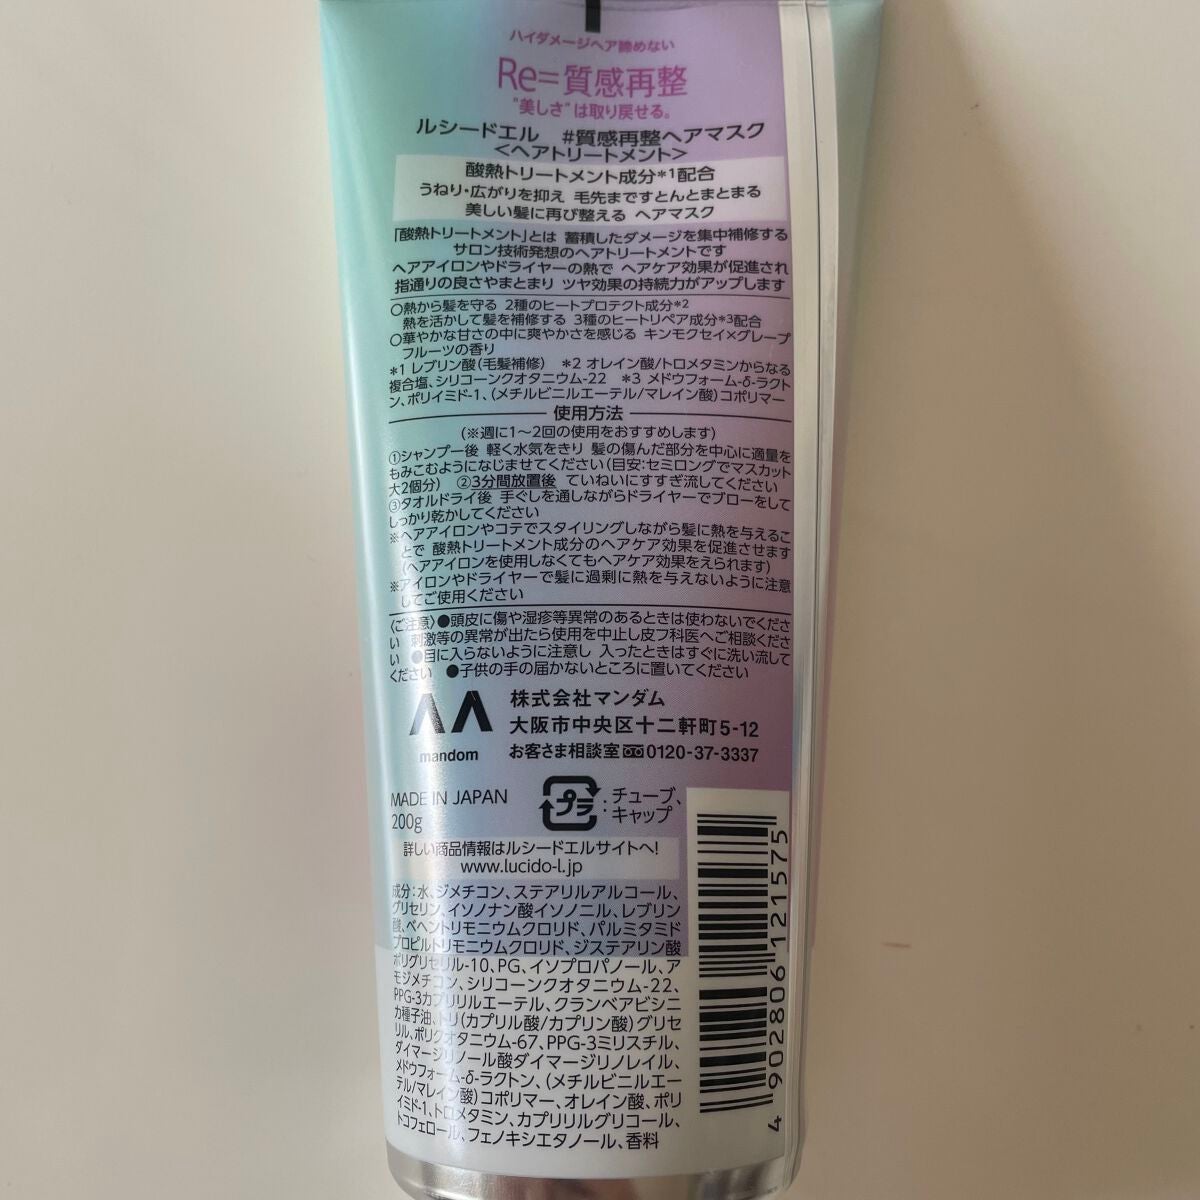 ハイダメージヘア諦めない
Re=質感再整
"美しさ"は取り戻せる。
ルシードエル #質感再整ヘアマスク
<ヘアトリートメント>
酸熱トリートメント成分*1配合
うねり・広がりを抑え 毛先まですとんとまとまる
美しい髪に再び整える ヘアマスク
「酸熱トリートメント」とは 蓄積したダメージを集中補修する
サロン技術発想のヘアトリートメントです
ヘアアイロンやドライヤーの熱で ヘアケア効果が促進され
指通りの良さやまとまり ツヤ効果の持続力がアップします
○熱から髪を守る 2種のヒートプロテクト成分*2
熱を活かして髪を補修する 3種のヒートリペア成分*3配合
○華やかな甘さの中に爽やかさを感じる キンモクセイ×グレープ
フルーツの香り
*1 レブリン酸(毛髪補修) *2 オレイン酸/トロメタミンからなる
複合塩、シリコーンクオタニウム-22 *3 メドウフォーム-δ-ラクト
ン、ポリイミド-1、(メチルビニルエーテル/マレイン酸)コポリマー
使用方法
(※週に1〜2回の使用をおすすめします)
①シャンプー後 軽く水気をきり 髪の傷んだ部分を中心に適量を
もみこむようになじませてください(目安:セミロングでマスカット
大2個分) ②3分間放置後 ていねいにすすぎ流してください
③タオルドライ後 手ぐしを通しながらドライヤーでブローをして
しっかり乾かしてください
※ヘアアイロンやコテでスタイリングしながら髪に熱を与えるこ
とで 酸熱トリートメント成分のヘアケア効果を促進させます
(ヘアアイロンを使用しなくてもヘアケア効果をえられます)
※アイロンやドライヤーで髪に過剰に熱を与えないように注意
してご使用ください
〈ご注意〉●頭皮に傷や湿疹等異常のあるときは使わないでくださ
い 刺激等の異常が出たら使用を中止し皮フ科医へご相談くださ
い ●目に入らないように注意し 入ったときはすぐに洗い流して
ください ●子供の手の届かないところに置いてください
株式会社マンダム
大阪市中央区十二軒町5-12
mandom
お客さま相談室 0120-37-3337
MADE IN JAPAN
200g
プラ
:チューブ、
キャップ
詳しい商品情報はルシードエルサイトへ!
www.lucido-l.jp
成分:水、ジメチコン、ステアリルアルコール、
グリセリン、イソノナン酸イソノニル、レブリン
酸、ベヘントリモニウムクロリド、パルミタミド
プロピルトリモニウムクロリド、ジステアリン酸
ポリグリセリル-10、PG、イソプロパノール、ア
モジメチコン、シリコーンクオタニウム-22、
PPG-3カプリリルエーテル、クランベアビシニ
カ種子油、トリ(カプリル酸/カプリン酸)グリセ
リル、ポリクオタニウム-67、PPG-3ミリスチル、
ダイマージリノール酸ダイマージリノレイル、
メドウフォーム-δ-ラクトン、(メチルビニルエー
テル/マレイン酸)コポリマー、オレイン酸、ポリ
イミド-1、トロメタミン、カプリリルグリコール、
トコフェロール、フェノキシエタノール、香料
4 902806 121575